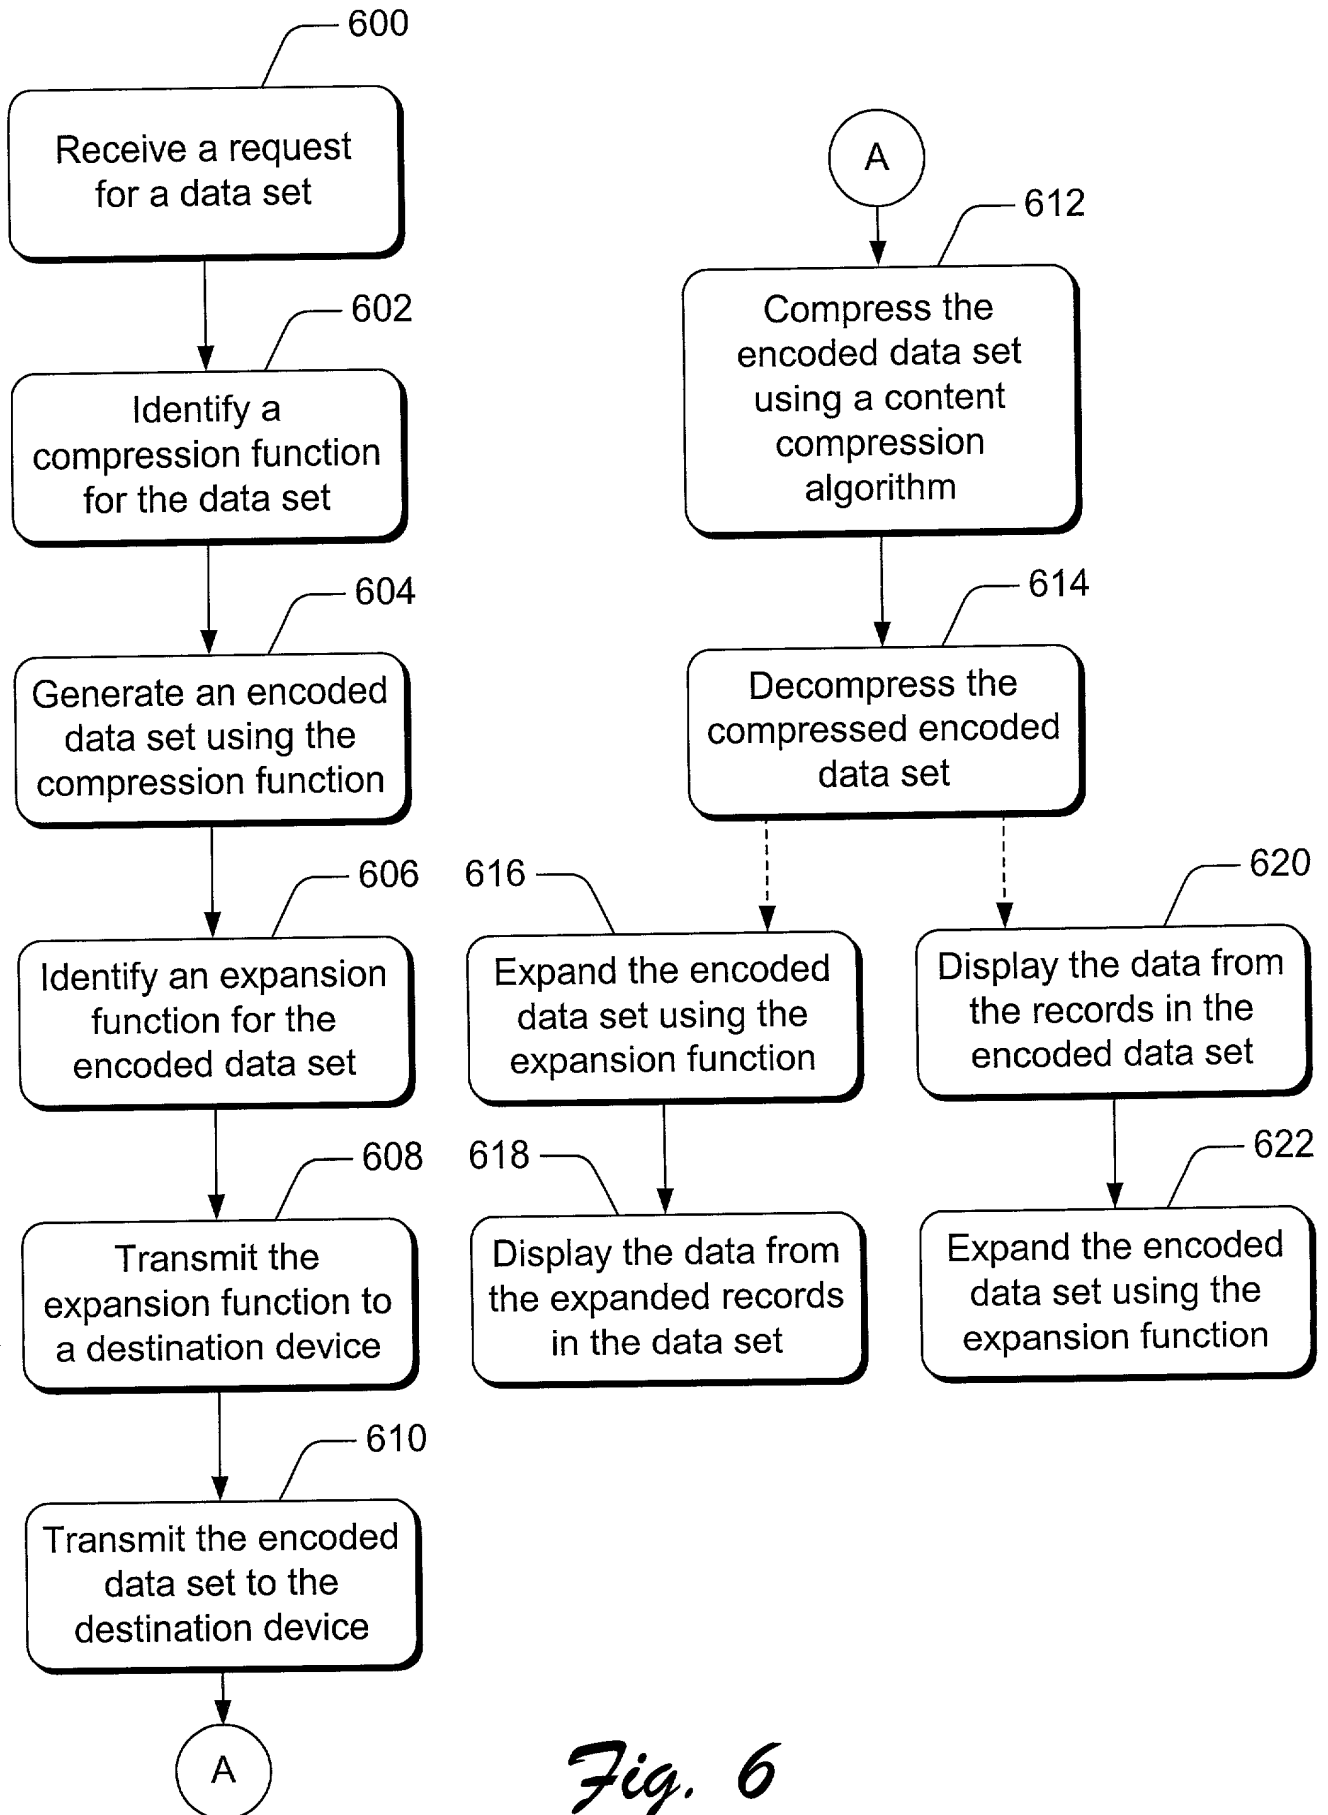 600
Receive a request
for a data set
602
Identify a
compression function
for the data set
604
Generate an encoded
data set using the
compression function
606
Identify an expansion
function for the
encoded data set
608
Transmit the
expansion function to
a destination device
610
Transmit the encoded
data set to the
destination device
A
A
612
Compress the
encoded data set
using a content
compression
algorithm
614
Decompress the
compressed encoded
data set
616
Expand the encoded
data set using the
expansion function
618
Display the data from
the expanded records
in the data set
620
Display the data from
the records in the
encoded data set
622
Expand the encoded
data set using the
expansion function
Fig. 6